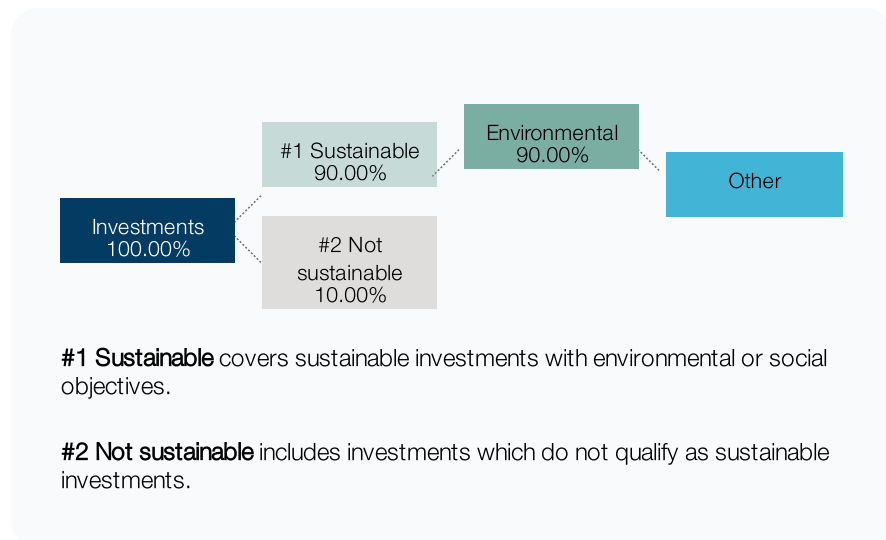 Environmental
90.00%
#1 Sustainable
90.00%
Other
Investments
100.00%
#2 Not
sustainable
10.00%
#1 Sustainable covers sustainable investments with environmental or social
objectives.
#2 Not sustainable includes investments which do not qualify as sustainable
investments.